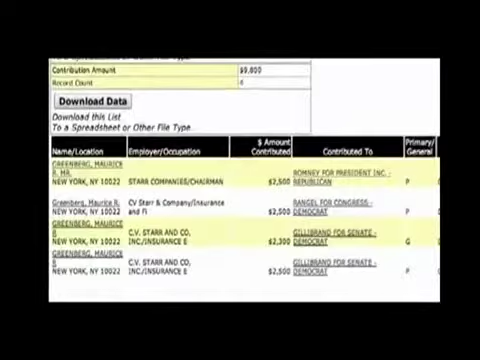 Contribution Amount $9,800
Record Count 4
Download Data
Download this List
To a Spreadsheet or Other File Type
$ Amount Primary/
Name/Location Employer/Occupation Contributed Contributed To General
GREENBERG, MAURICE
R. MR. ROMNEY FOR PRESIDENT INC. -
NEW YORK, NY 10022 STARR COMPANIES/CHAIRMAN $2,500 REPUBLICAN P
Greenberg, Maurice R. CV Starr & Company/Insurance RANGEL FOR CONGRESS -
NEW YORK, NY 10022 and Fi $2,500 DEMOCRAT P
GREENBERG, MAURICE
R C.V. STARR AND CO. GILLIBRAND FOR SENATE -
NEW YORK, NY 10022 INC./INSURANCE E $2,300 DEMOCRAT G
GREENBERG, MAURICE
R C.V. STARR AND CO. GILLIBRAND FOR SENATE -
NEW YORK, NY 10022 INC./INSURANCE E $2,500 DEMOCRAT P